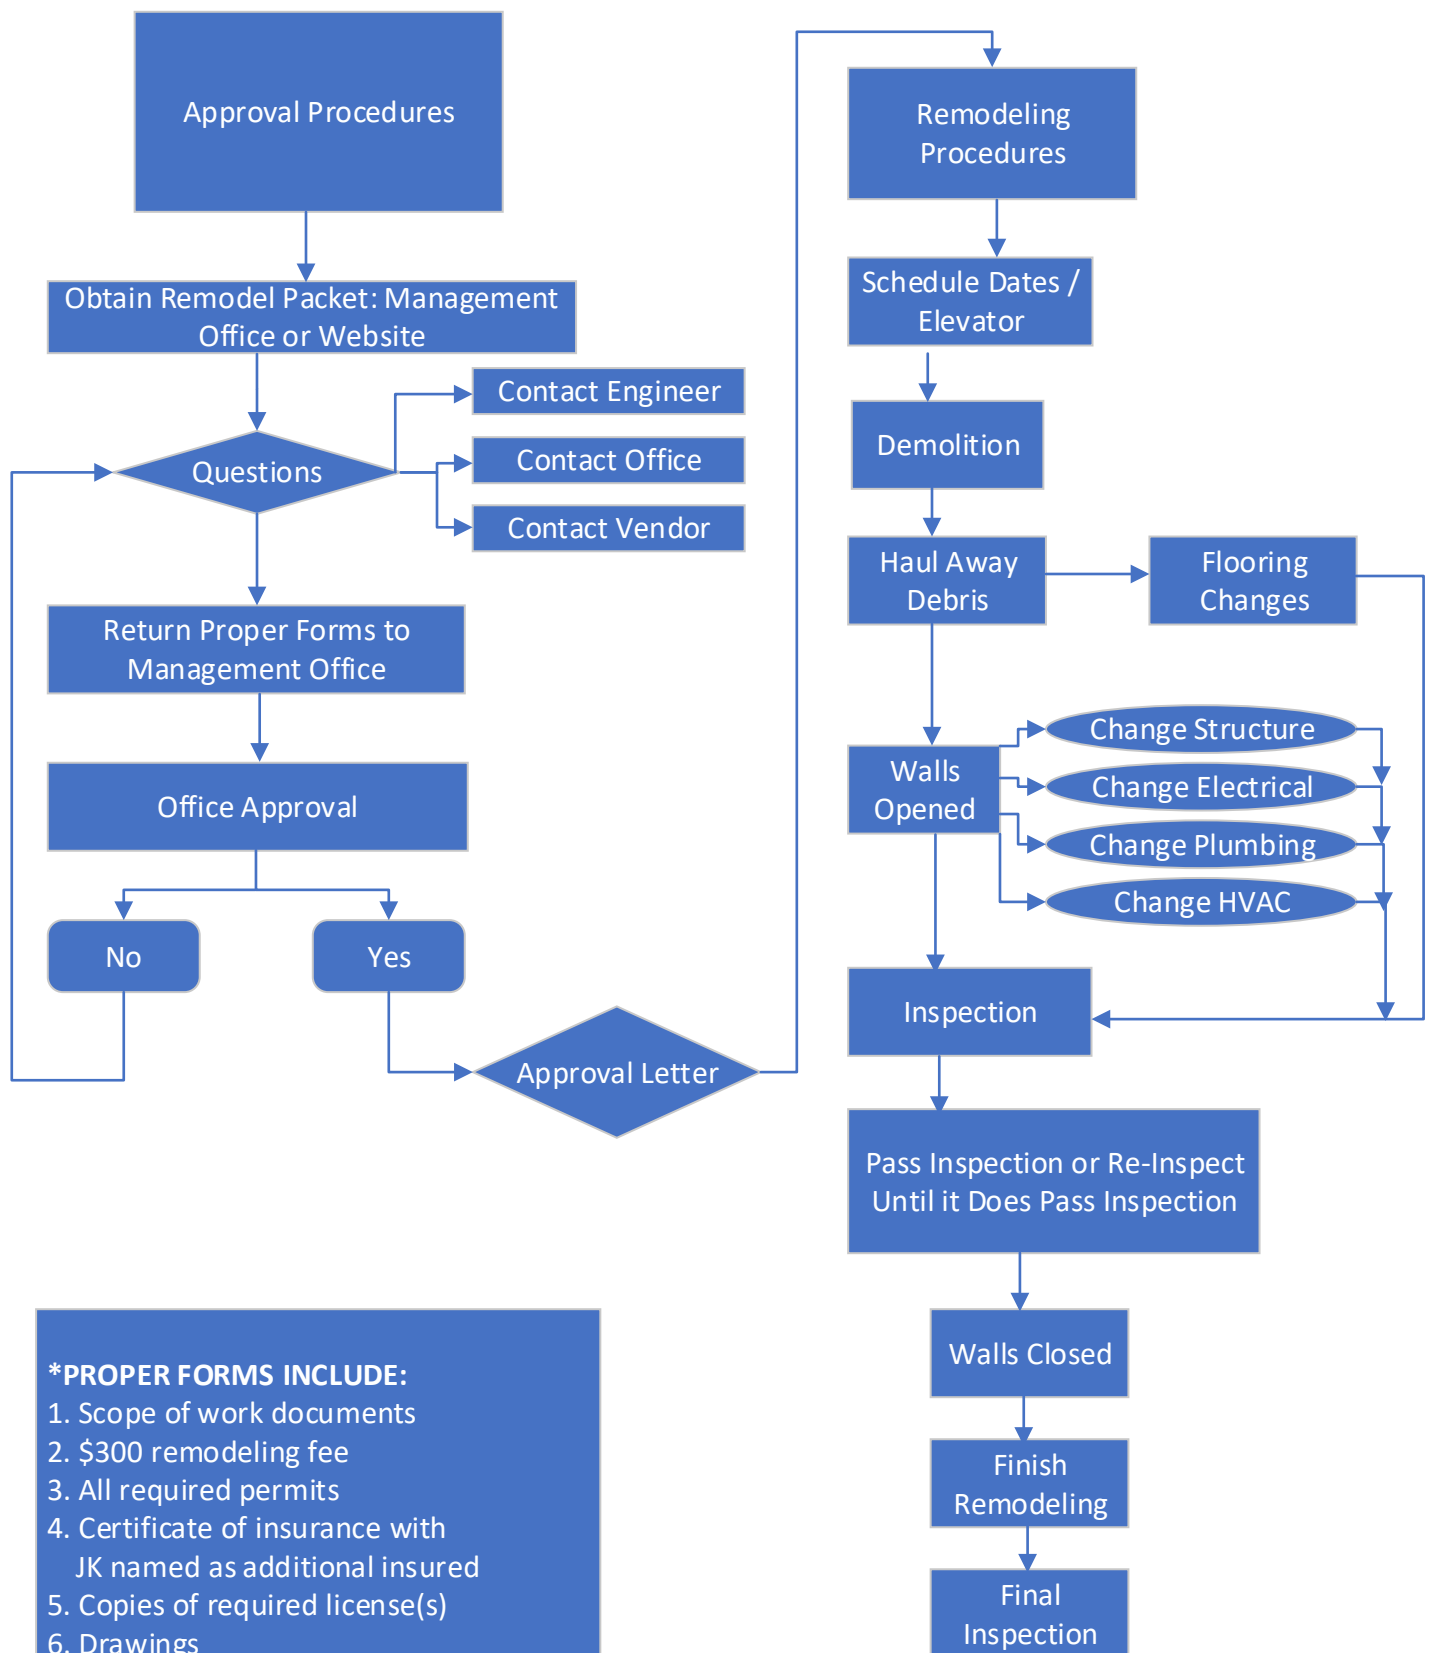 Approval Procedures
Obtain Remodel Packet: Management
Office or Website
Questions
Contact Engineer
Contact Office
Contact Vendor
Return Proper Forms to
Management Office
Office Approval
No
Yes
Approval Letter
*PROPER FORMS INCLUDE:
1. Scope of work documents
2. $300 remodeling fee
3. All required permits
4. Certificate of insurance with
JK named as additional insured
5. Copies of required license(s)
6. Drawings
Remodeling
Procedures
Schedule Dates /
Elevator
Demolition
Haul Away
Debris
Flooring
Changes
Walls
Opened
Change Structure
Change Electrical
Change Plumbing
Change HVAC
Inspection
Pass Inspection or Re-Inspect
Until it Does Pass Inspection
Walls Closed
Finish
Remodeling
Final
Inspection